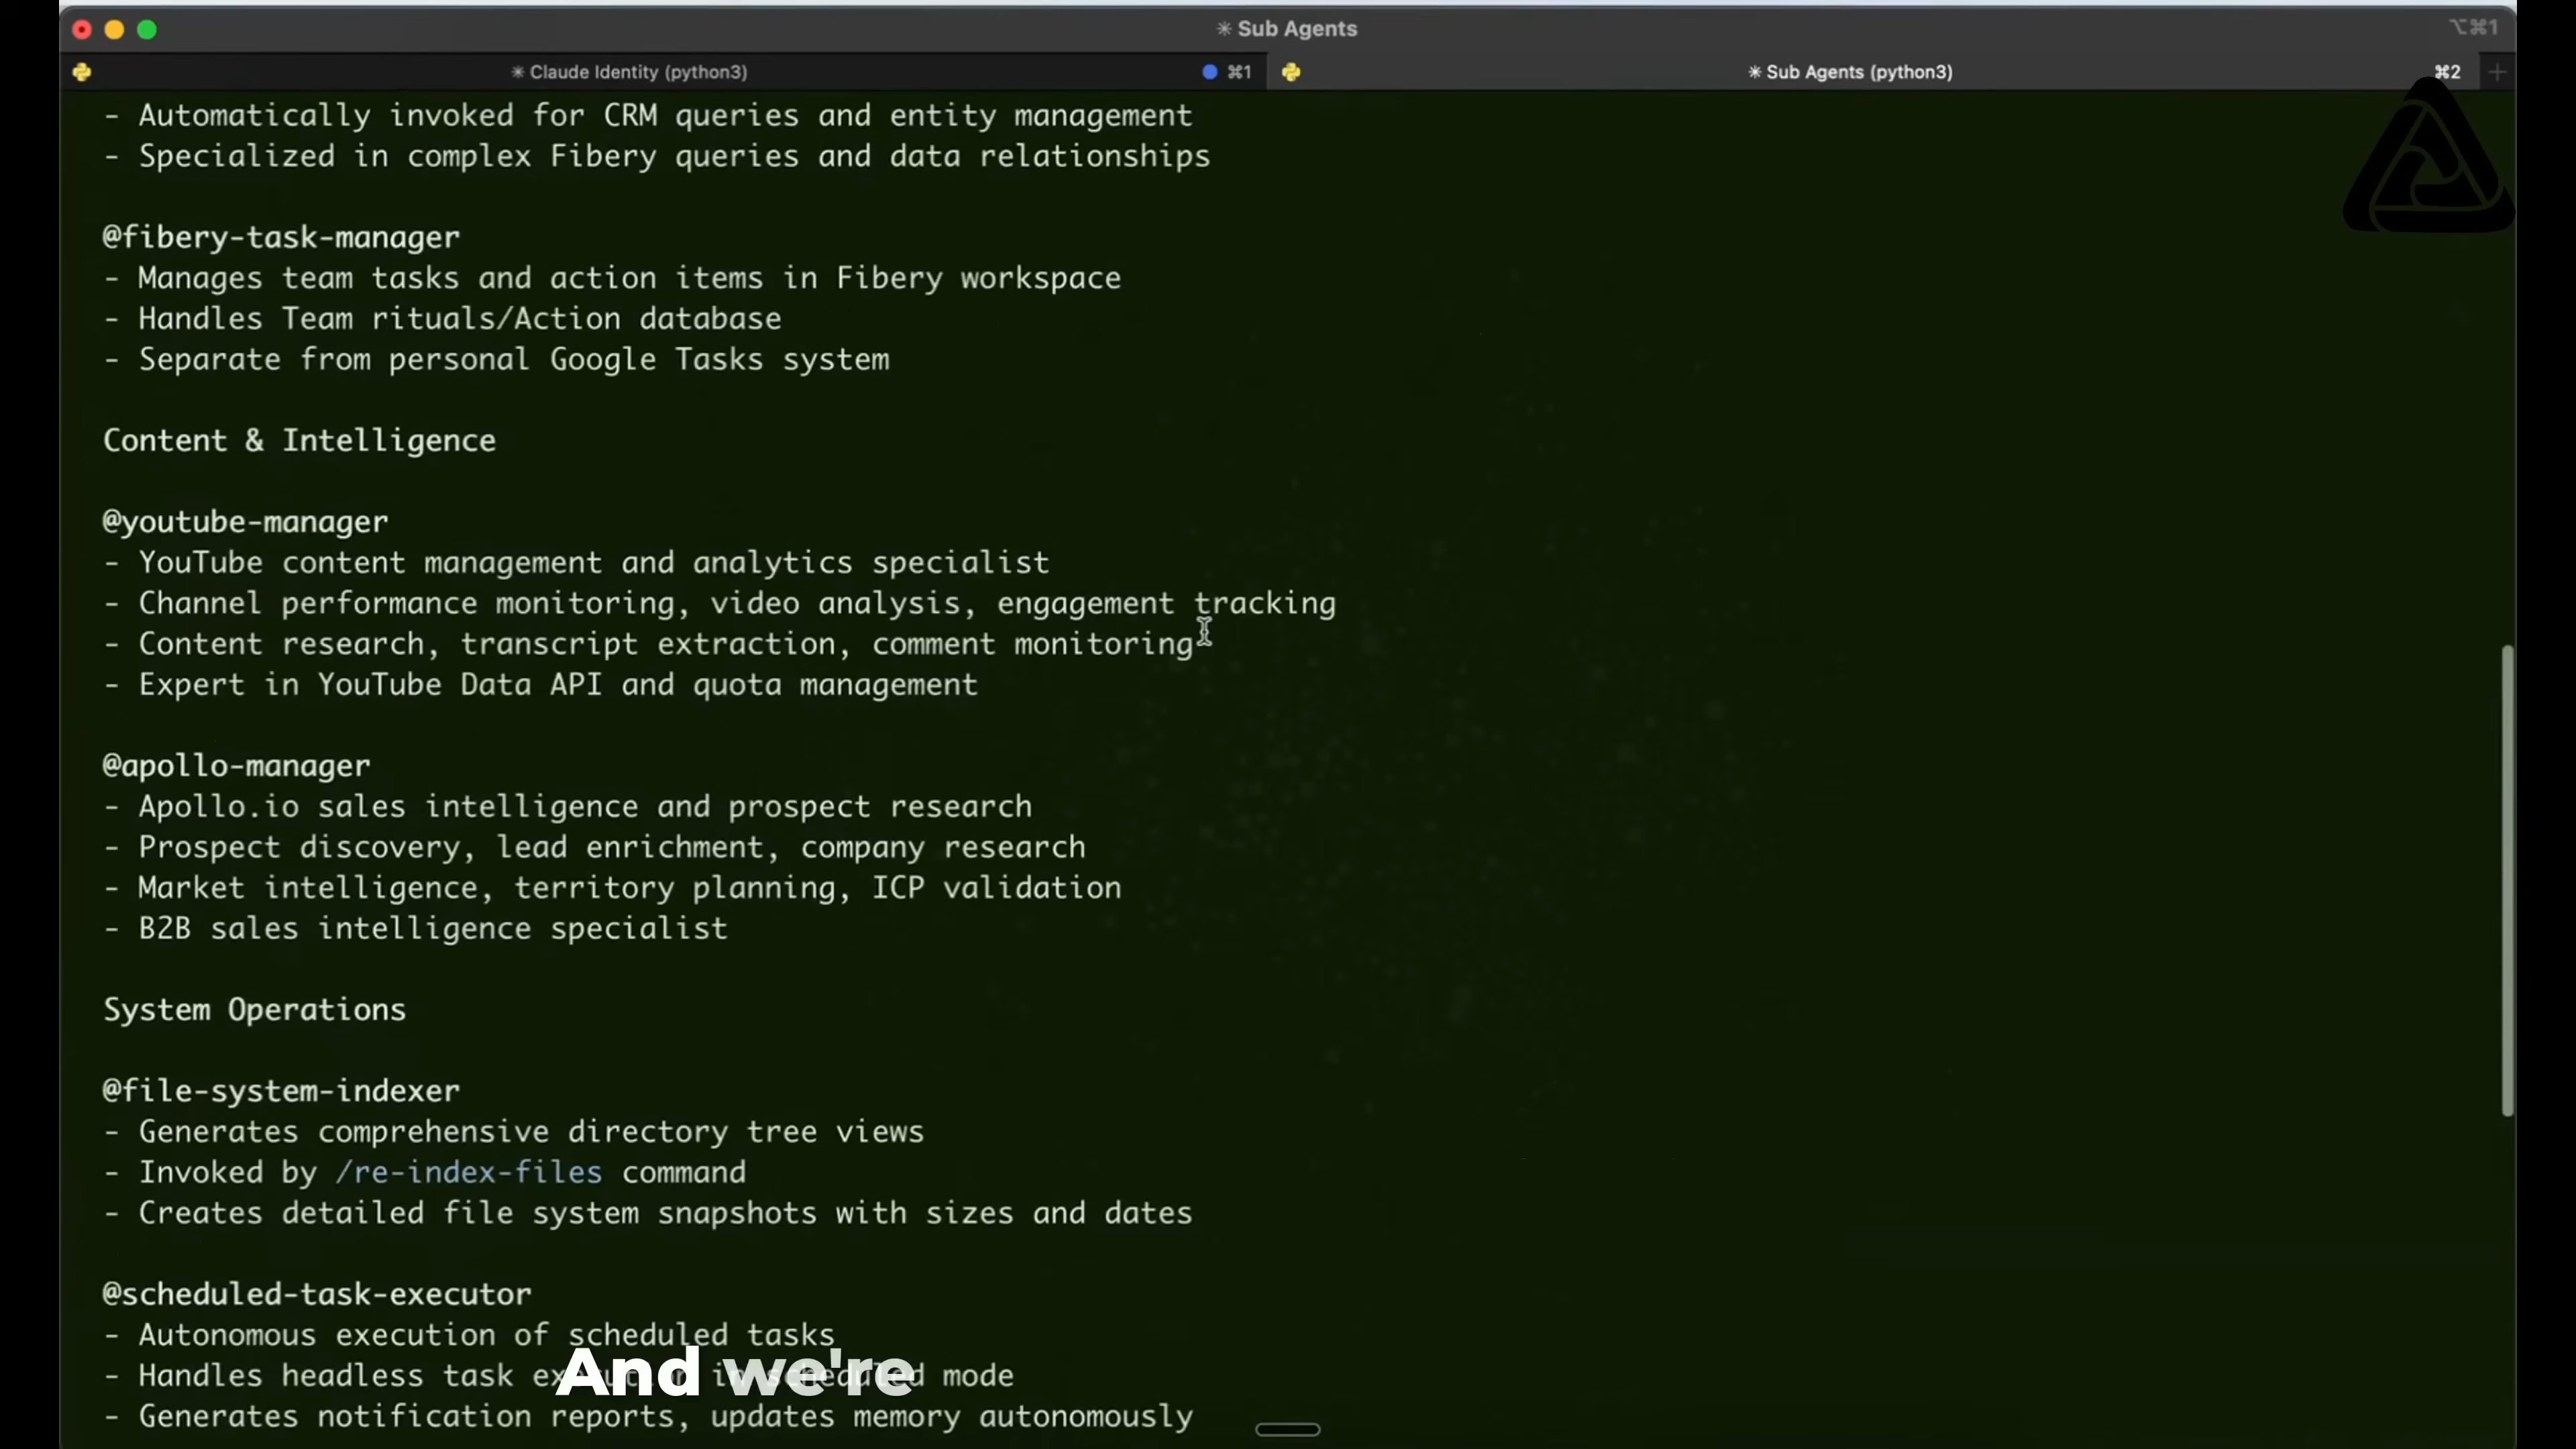 ✳ Sub Agents
⌥⌘1
✳ Claude Identity (python3)
⌘1
✳ Sub Agents (python3)
⌘2
- Automatically invoked for CRM queries and entity management
- Specialized in complex Fibery queries and data relationships
@fibery-task-manager
- Manages team tasks and action items in Fibery workspace
- Handles Team rituals/Action database
- Separate from personal Google Tasks system
Content & Intelligence
@youtube-manager
- YouTube content management and analytics specialist
- Channel performance monitoring, video analysis, engagement tracking
- Content research, transcript extraction, comment monitoring
- Expert in YouTube Data API and quota management
@apollo-manager
- Apollo.io sales intelligence and prospect research
- Prospect discovery, lead enrichment, company research
- Market intelligence, territory planning, ICP validation
- B2B sales intelligence specialist
System Operations
@file-system-indexer
- Generates comprehensive directory tree views
- Invoked by /re-index-files command
- Creates detailed file system snapshots with sizes and dates
@scheduled-task-executor
- Autonomous execution of scheduled tasks
- Handles headless task execution in scheduled mode
And we're
- Generates notification reports, updates memory autonomously